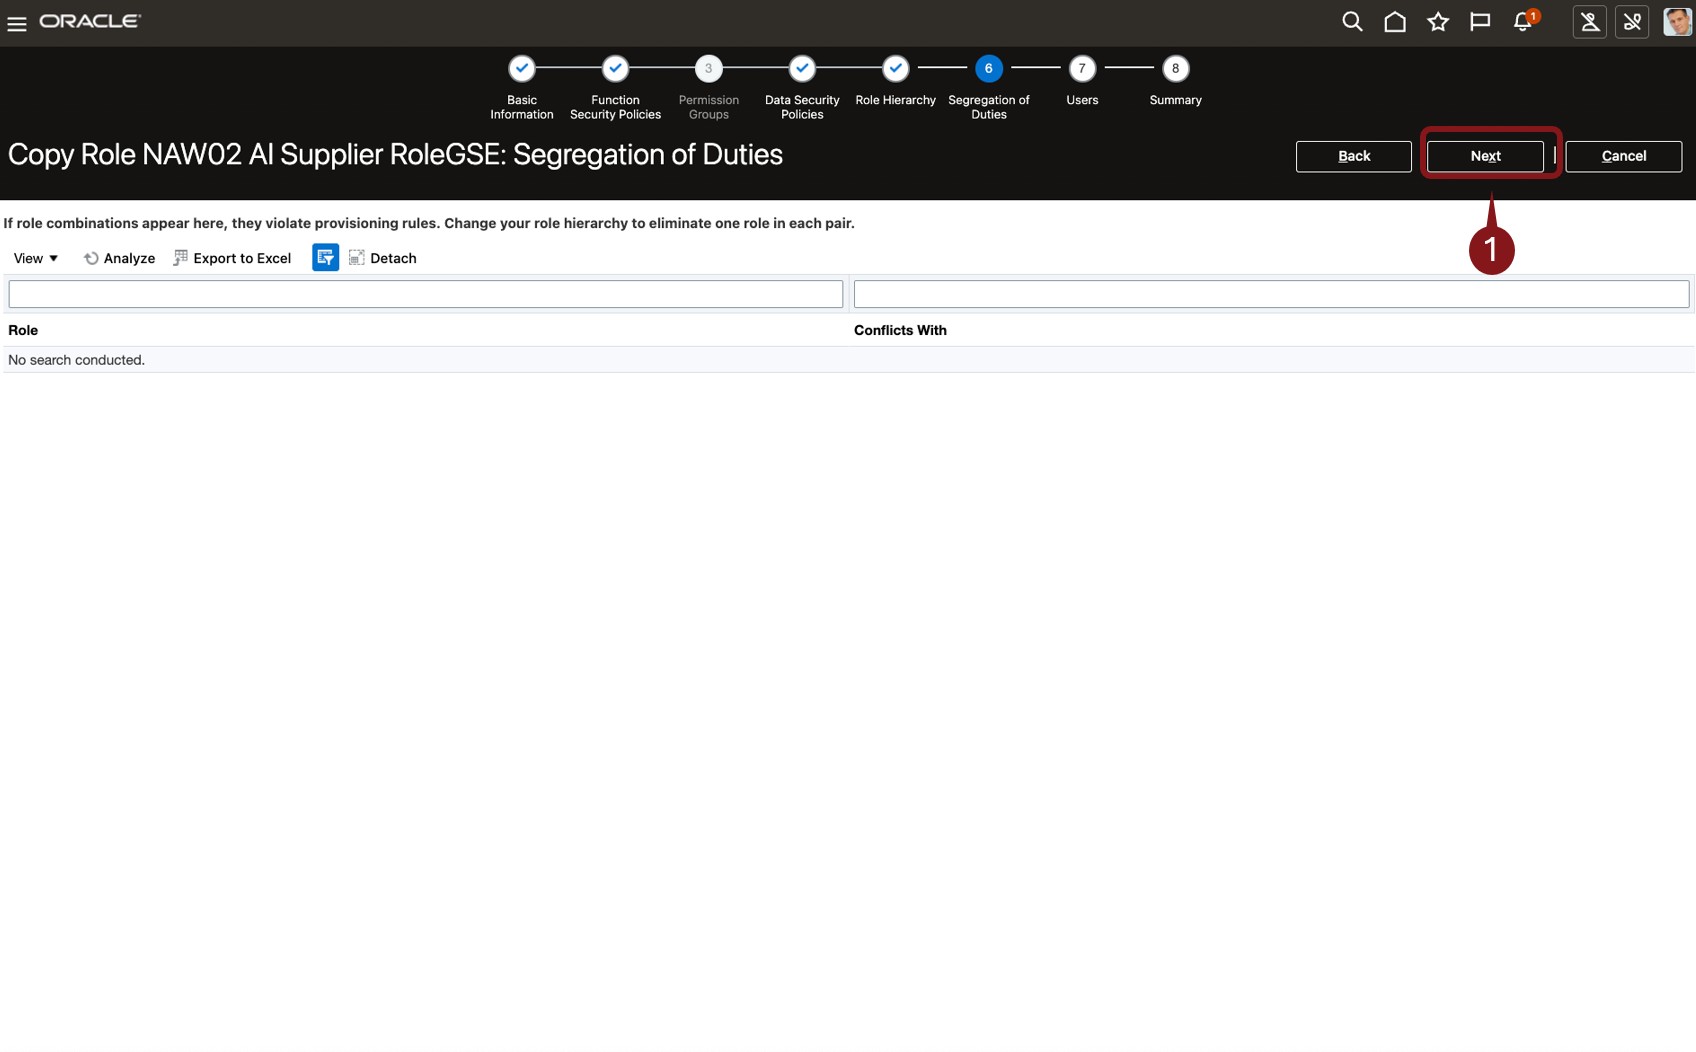 ORACLE
1
3
6
7
8
Basic
Information
Function
Security Policies
Permission
Groups
Data Security
Policies
Role Hierarchy
Segregation of
Duties
Users
Summary
Copy Role NAW02 AI Supplier RoleGSE: Segregation of Duties
Back
Next
Cancel
1
If role combinations appear here, they violate provisioning rules. Change your role hierarchy to eliminate one role in each pair.
View Analyze Export to Excel Detach
Role Conflicts With
No search conducted.